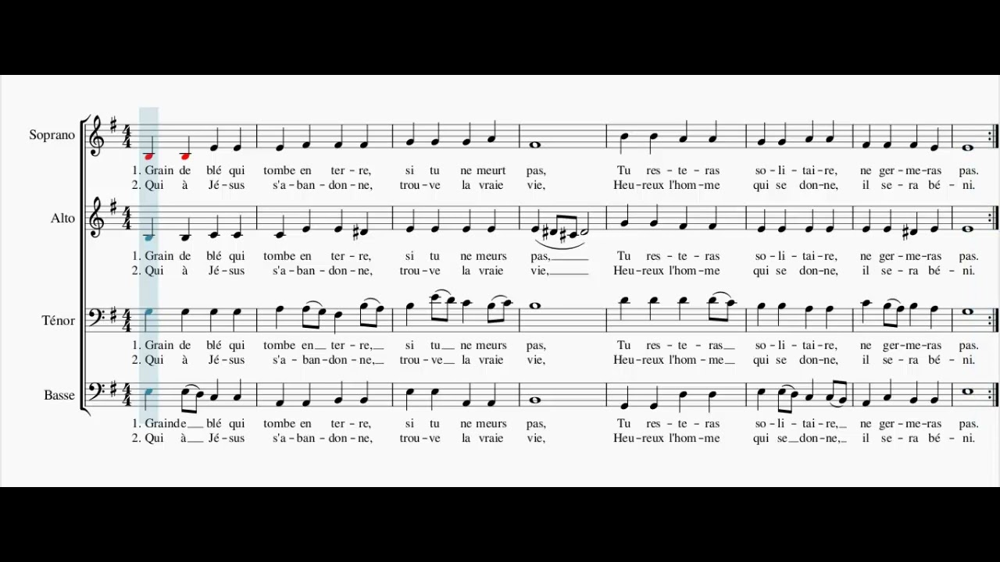 Soprano
1. Grain de blé qui tombe en ter – re, si tu ne meurt pas, Tu res – te – ras so – li – tai – re, ne ger – me – ras pas.
2. Qui à Jé – sus s'a – ban – don – ne, trou – ve la vraie vie, Heu – reux l'hom – me qui se don – ne, il se – ra bé – ni.
Alto
1. Grain de blé qui tombe en ter – re, si tu ne meurs pas, Tu res – te – ras so – li – tai – re, ne ger – me – ras pas.
2. Qui à Jé – sus s'a – ban – don – ne, trou – ve la vraie vie, Heu – reux l'hom – me qui se don – ne, il se – ra bé – ni.
Ténor
1. Grain de blé qui tombe en ter – re, si tu ne meurs pas, Tu res – te – ras so – li – tai – re, ne ger – me – ras pas.
2. Qui à Jé – sus s'a – ban – don – ne, trou – ve la vraie vie, Heu – reux l'hom – me qui se don – ne, il se – ra bé – ni.
Basse
1. Grainde blé qui tombe en ter – re, si tu ne meurs pas, Tu res – te – ras so – li – tai – re, ne ger – me – ras pas.
2. Qui à Jé – sus s'a – ban – don – ne, trou – ve la vraie vie, Heu – reux l'hom – me qui se don – ne, il se – ra bé – ni.